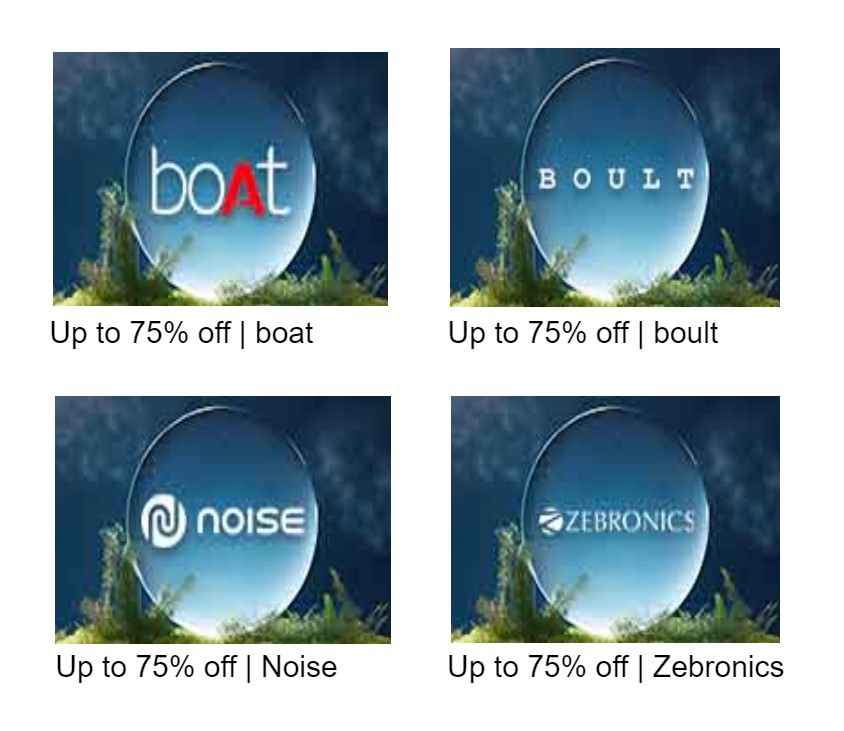 boAt
BOULT
Up to 75% off | boat
Up to 75% off | boult
NOISE
ZEBRONICS
Up to 75% off | Noise
Up to 75% off | Zebronics